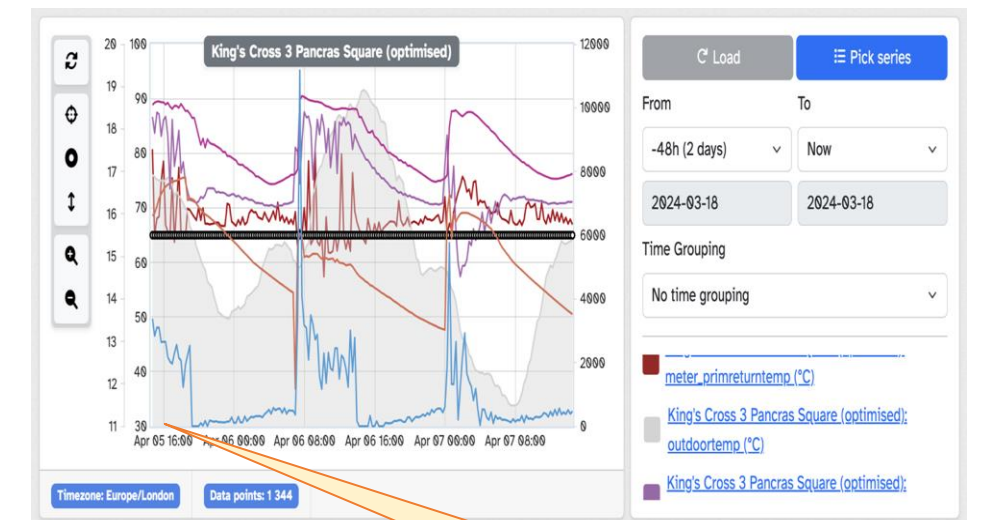 King's Cross 3 Pancras Square (optimised)
20 100 12000
19 90 10000
18
80 8000
17
16 70 6000
15 60
14 4000
50
13
40 2000
12
11 30 0
Apr 05 16:00 Apr 06 00:00 Apr 06 08:00 Apr 06 16:00 Apr 07 00:00 Apr 07 08:00
Timezone: Europe/London Data points: 1 344
Load Pick series
From To
-48h (2 days) Now
2024-03-18 2024-03-18
Time Grouping
No time grouping
meter_primreturntemp (°C)
King's Cross 3 Pancras Square (optimised):
outdoortemp (°C)
King's Cross 3 Pancras Square (optimised):